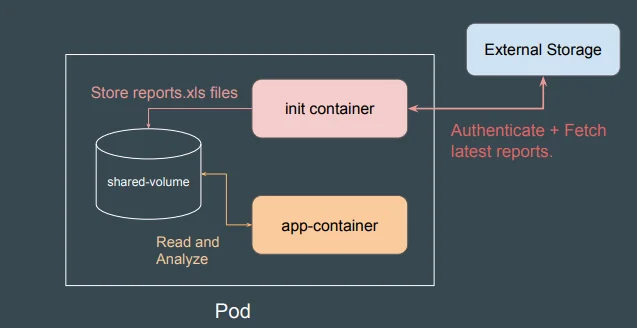 External Storage
Store reports.xls files
init container
Authenticate + Fetch
latest reports.
shared-volume
app-container
Read and
Analyze
Pod